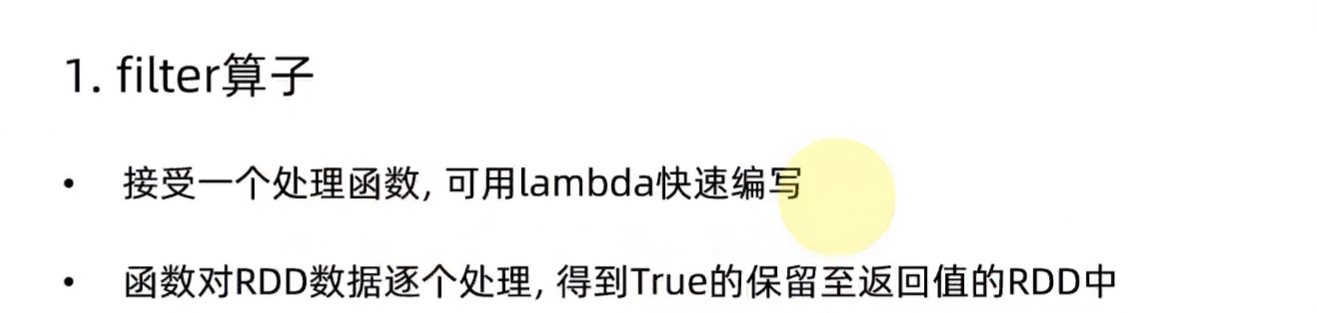 1. filter算子
• 接受一个处理函数, 可用lambda快速编写
• 函数对RDD数据逐个处理, 得到True的保留至返回值的RDD中